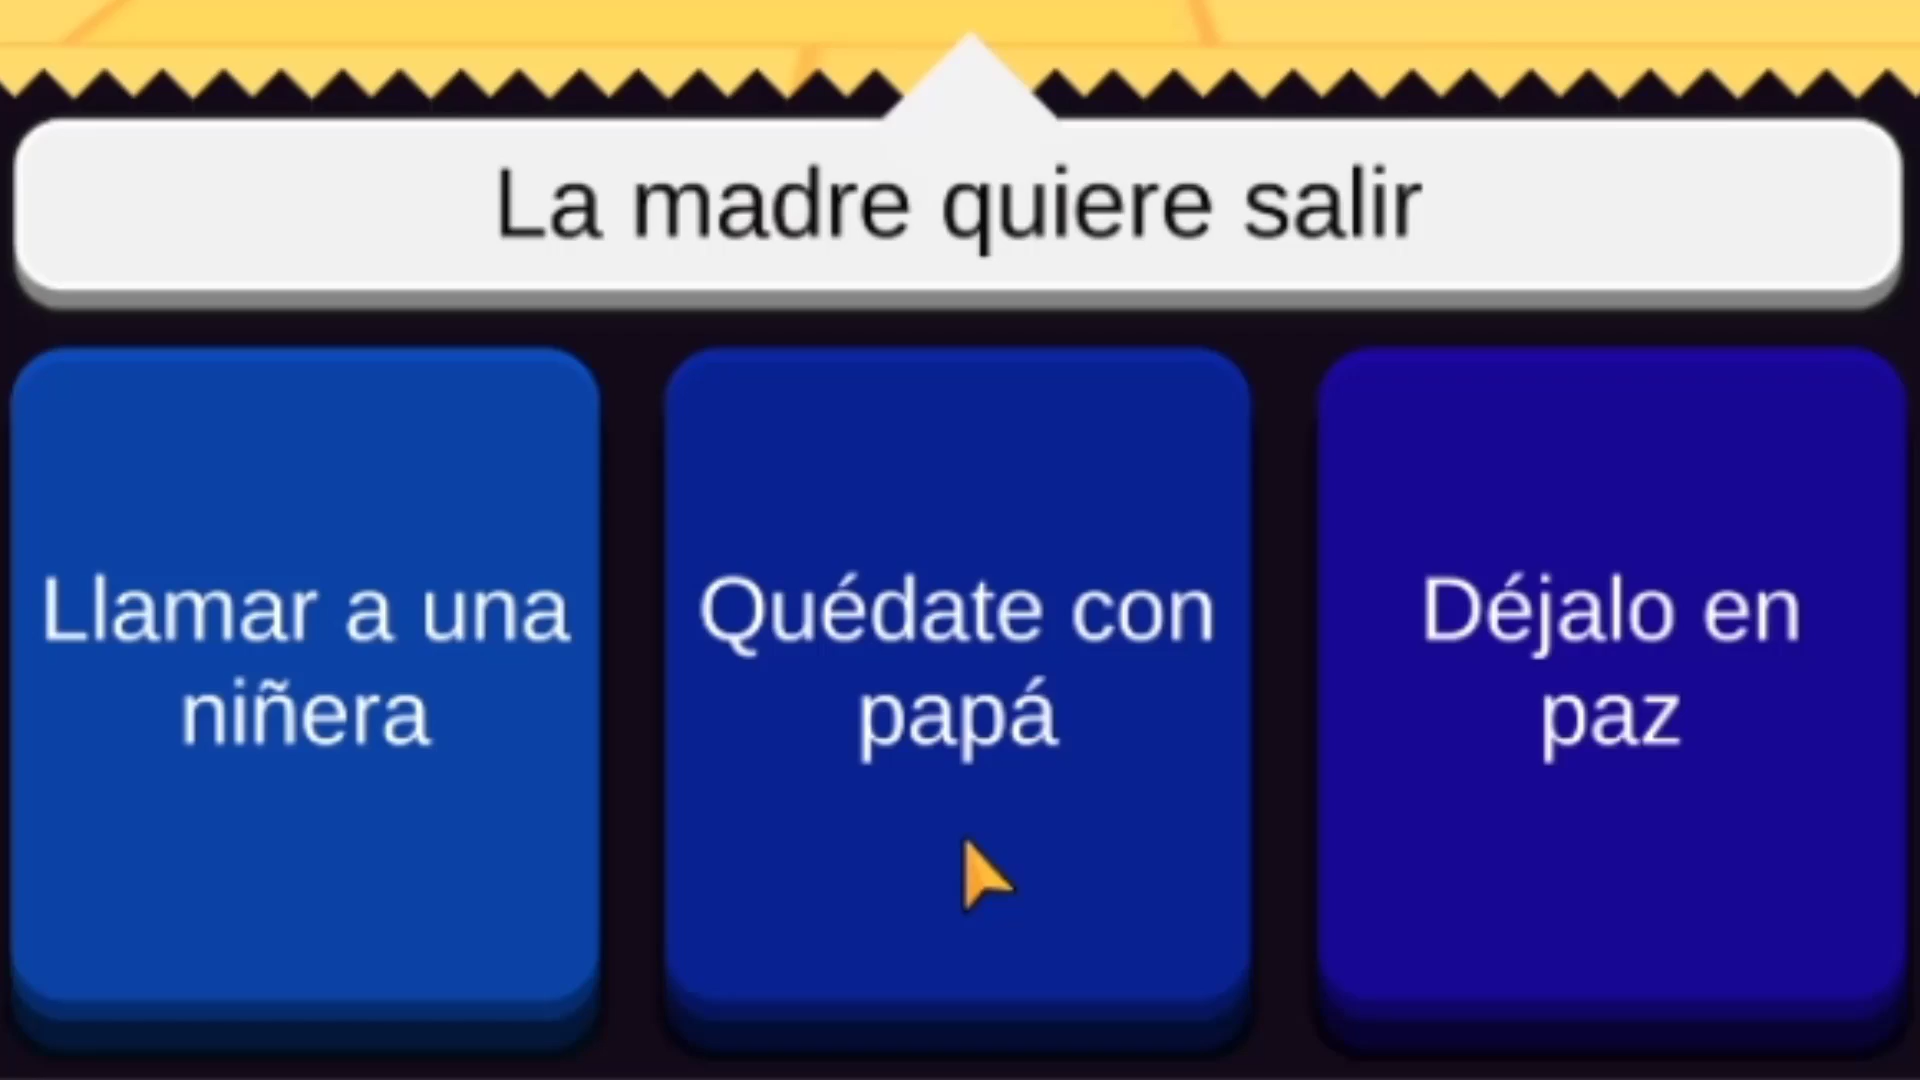 La madre quiere salir
Llamar a una
niñera
Quédate con
papá
Déjalo en
paz